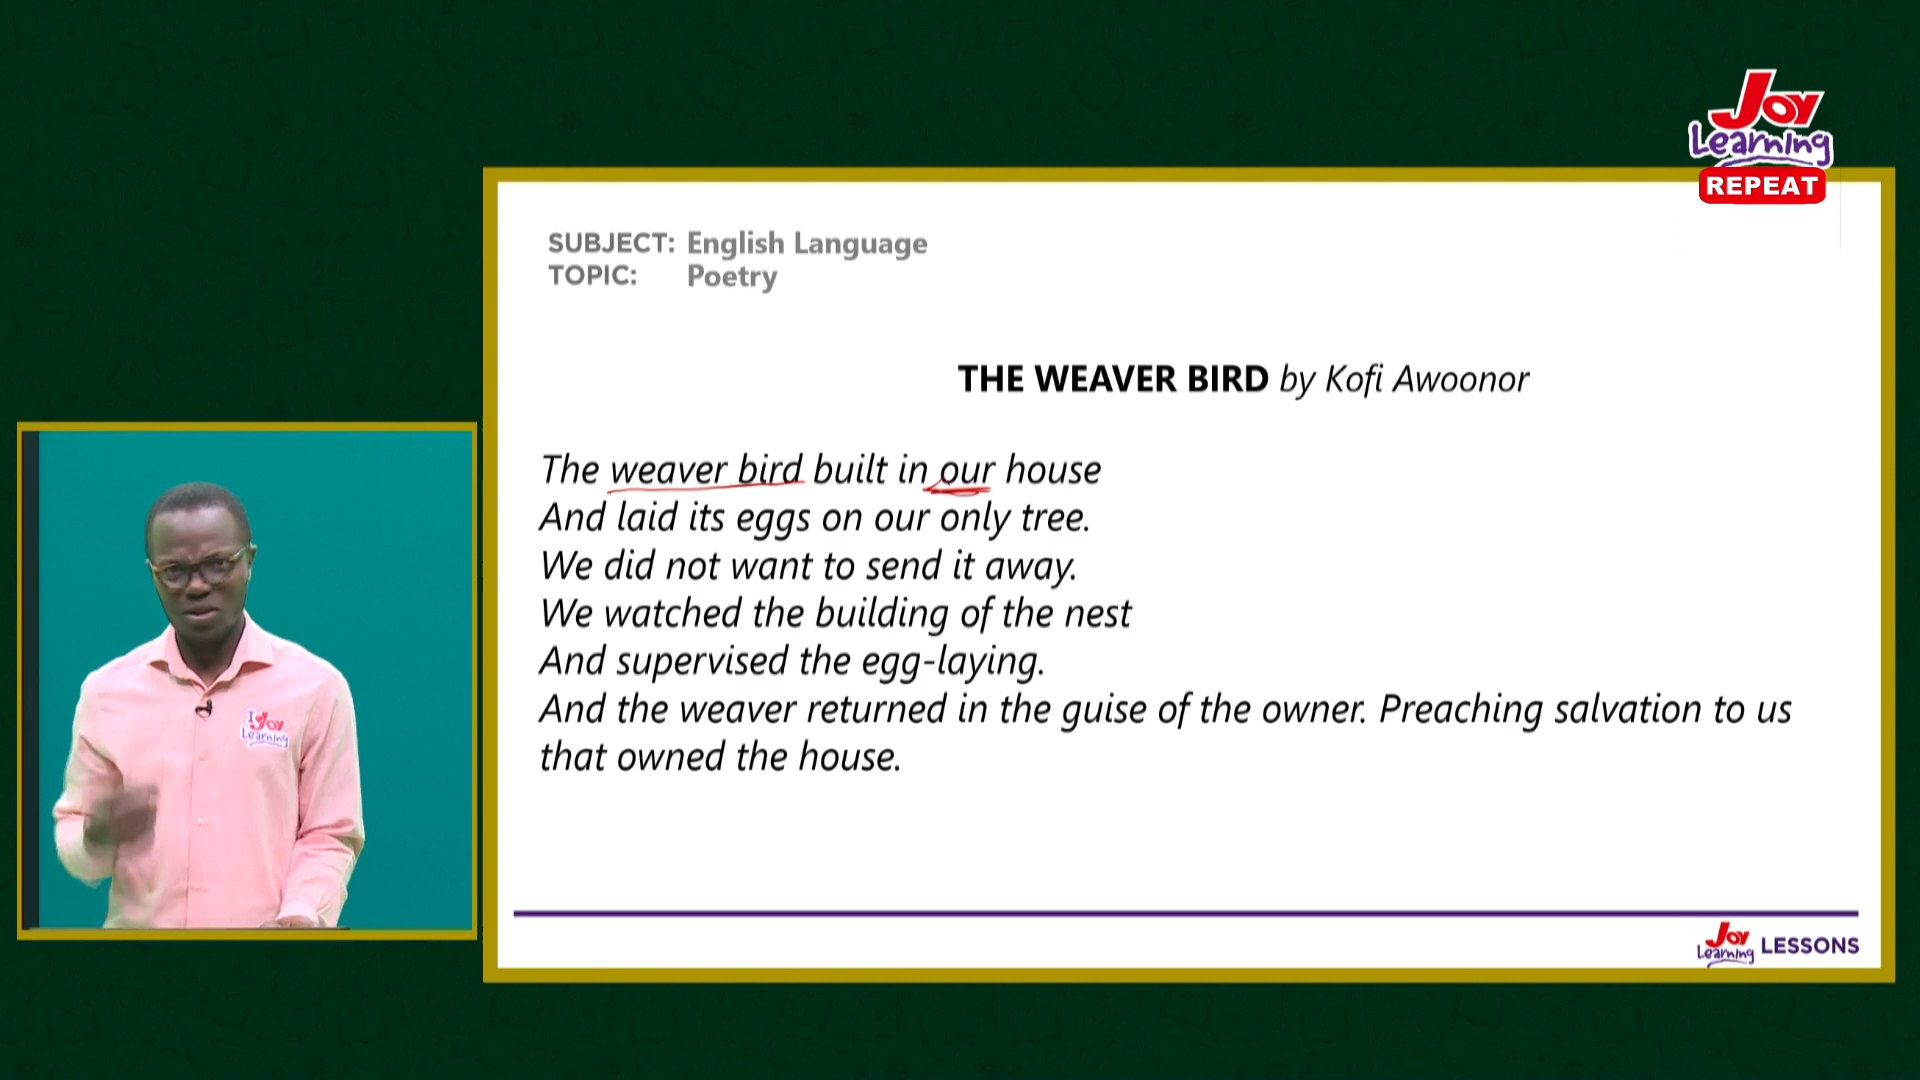 Joy
Learning
REPEAT
SUBJECT: English Language
TOPIC: Poetry
THE WEAVER BIRD by Kofi Awoonor
The weaver bird built in our house
And laid its eggs on our only tree.
We did not want to send it away.
We watched the building of the nest
And supervised the egg-laying.
And the weaver returned in the guise of the owner. Preaching salvation to us
that owned the house.
I Joy
Learning
Joy
Learning LESSONS